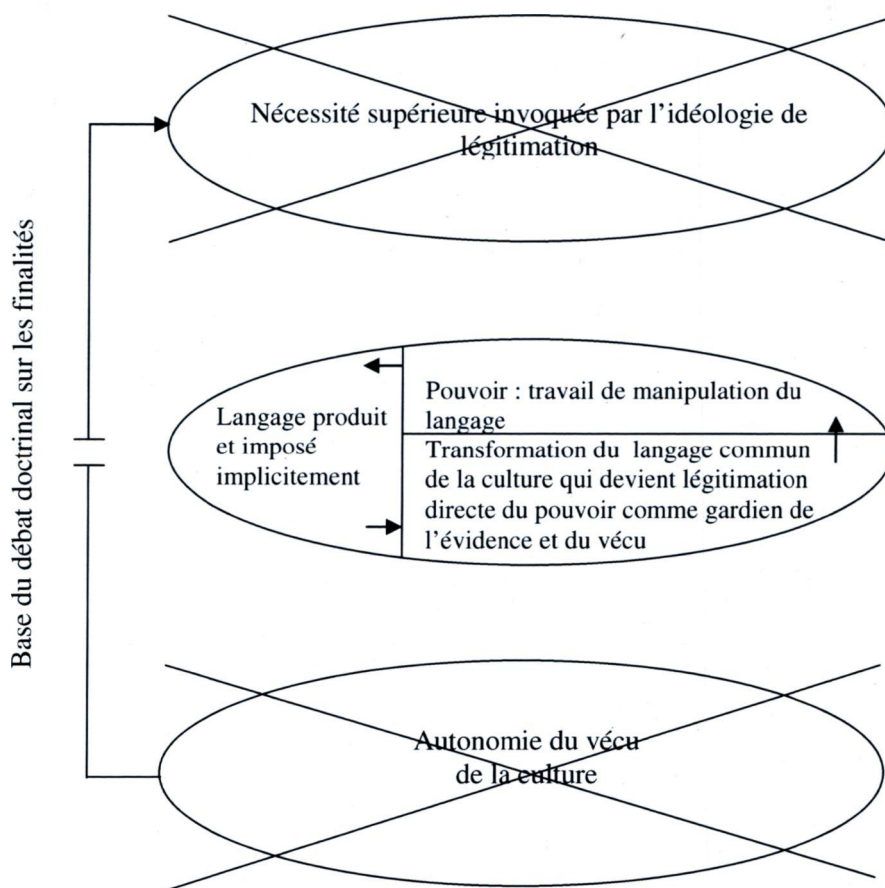 Nécessité supérieure invoquée par l’idéologie de
légitimation
Base du débat doctrinal sur les finalités
Langage produit
et imposé
implicitement
Pouvoir : travail de manipulation du
langage
Transformation du langage commun
de la culture qui devient légitimation
directe du pouvoir comme gardien de
l’évidence et du vécu
Autonomie du vécu
de la culture